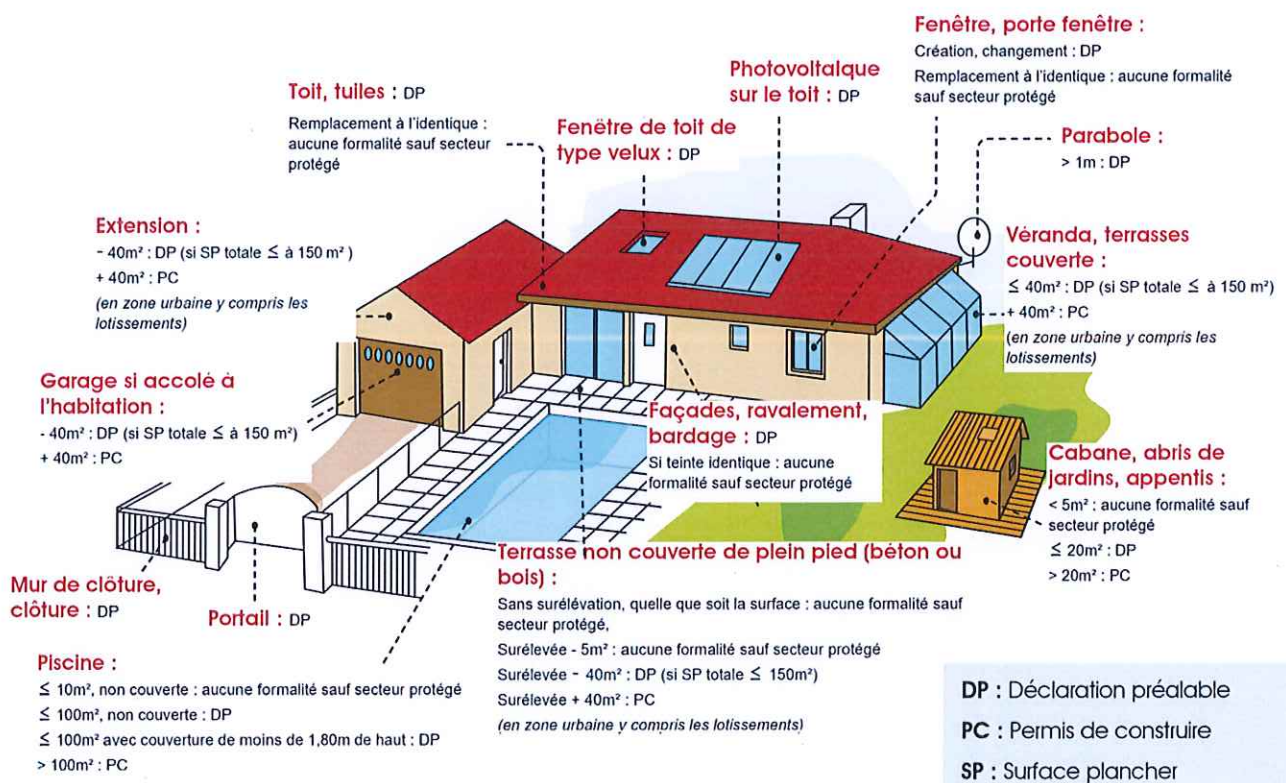 Fenêtre, porte fenêtre :
Création, changement : DP
Remplacement à l'identique : aucune formalité
sauf secteur protégé
Photovoltaïque
sur le toit : DP
Toit, tuiles : DP
Remplacement à l'identique :
aucune formalité sauf secteur
protégé
Fenêtre de toit de
type velux : DP
Parabole :
> 1m : DP
Extension :
- 40m² : DP (si SP totale ≤ à 150 m² )
+ 40m² : PC
(en zone urbaine y compris les
lotissements)
Véranda, terrasses
couverte :
≤ 40m² : DP (si SP totale ≤ à 150 m²)
+ 40m² : PC
(en zone urbaine y compris les
lotissements)
Garage si accolé à
l'habitation :
- 40m² : DP (si SP totale ≤ à 150 m²)
+ 40m² : PC
Façades, ravalement,
bardage : DP
Si teinte identique : aucune
formalité sauf secteur protégé
Cabane, abris de
jardins, appentis :
< 5m² : aucune formalité sauf
secteur protégé
≤ 20m² : DP
> 20m² : PC
Mur de clôture,
clôture : DP
Portail : DP
Terrasse non couverte de plein pied (béton ou
bois) :
Sans surélévation, quelle que soit la surface : aucune formalité sauf
secteur protégé,
Surélevée - 5m² : aucune formalité sauf secteur protégé
Surélevée - 40m² : DP (si SP totale ≤ 150m²)
Surélevée + 40m² : PC
(en zone urbaine y compris les lotissements)
Piscine :
≤ 10m², non couverte : aucune formalité sauf secteur protégé
≤ 100m², non couverte : DP
≤ 100m² avec couverture de moins de 1,80m de haut : DP
> 100m² : PC
DP : Déclaration préalable
PC : Permis de construire
SP : Surface plancher